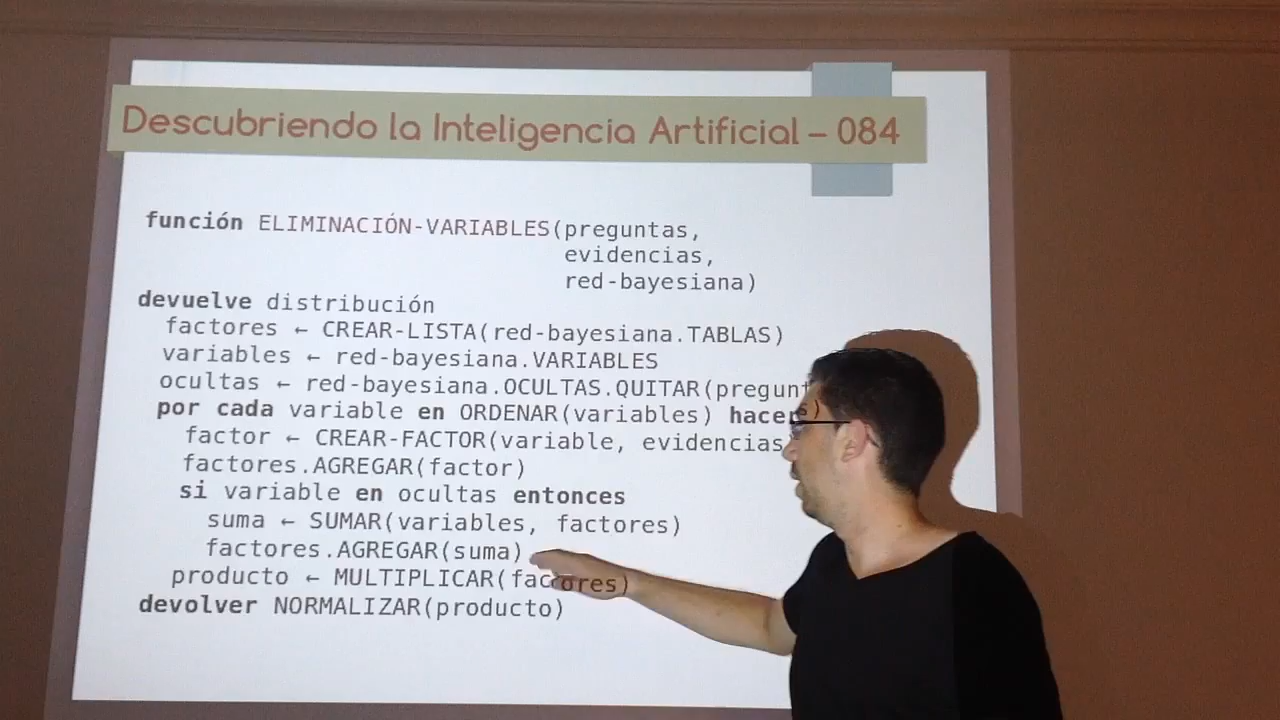 Descubriendo la Inteligencia Artificial – 084
función ELIMINACIÓN-VARIABLES(preguntas,
evidencias,
red-bayesiana)
devuelve distribución
factores ← CREAR-LISTA(red-bayesiana.TABLAS)
variables ← red-bayesiana.VARIABLES
ocultas ← red-bayesiana.OCULTAS.QUITAR(pregunt
por cada variable en ORDENAR(variables) hacer
factor ← CREAR-FACTOR(variable, evidencias
factores.AGREGAR(factor)
si variable en ocultas entonces
suma ← SUMAR(variables, factores)
factores.AGREGAR(suma)
producto ← MULTIPLICAR(factores)
devolver NORMALIZAR(producto)